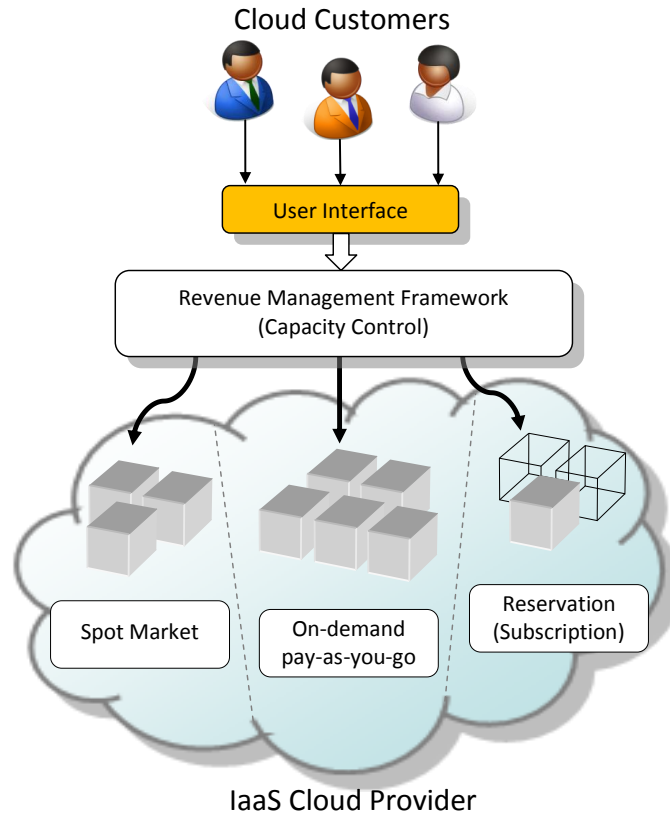 Cloud Customers
User Interface
Revenue Management Framework
(Capacity Control)
Spot Market
On-demand
pay-as-you-go
Reservation
(Subscription)
IaaS Cloud Provider